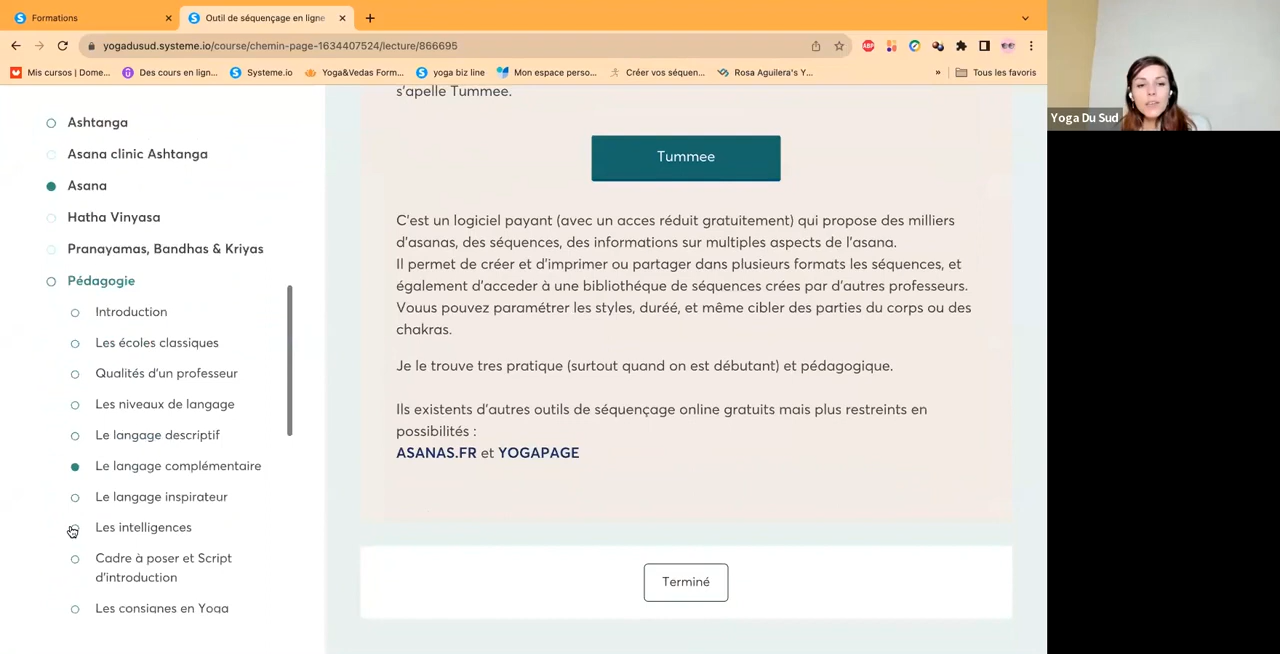 Formations
Outil de séquençage en ligne
yogadusud.systeme.io/course/chemin-page-1634407524/lecture/866695
Mis cursos | Dome...
Des cours en lign...
Systeme.io
Yoga&Vedas Form...
yoga biz line
Mon espace perso...
Créer vos séquen...
Rosa Aguilera's Y...
»
Tous les favoris
Yoga Du Sud
Ashtanga
Asana clinic Ashtanga
Asana
Hatha Vinyasa
Pranayamas, Bandhas & Kriyas
Pédagogie
Introduction
Les écoles classiques
Qualités d'un professeur
Les niveaux de langage
Le langage descriptif
Le langage complémentaire
Le langage inspirateur
Les intelligences
Cadre à poser et Script
d'introduction
Les consignes en Yoga
s'apelle Tummee.
Tummee
C'est un logiciel payant (avec un acces réduit gratuitement) qui propose des milliers
d'asanas, des séquences, des informations sur multiples aspects de l'asana.
Il permet de créer et d'imprimer ou partager dans plusieurs formats les séquences, et
également d'acceder à une bibliothéque de séquences crées par d'autres professeurs.
Vouus pouvez paramétrer les styles, dureé, et même cibler des parties du corps ou des
chakras.
Je le trouve tres pratique (surtout quand on est débutant) et pédagogique.
Ils existents d'autres outils de séquençage online gratuits mais plus restreints en
possibilités :
ASANAS.FR et YOGAPAGE
Terminé